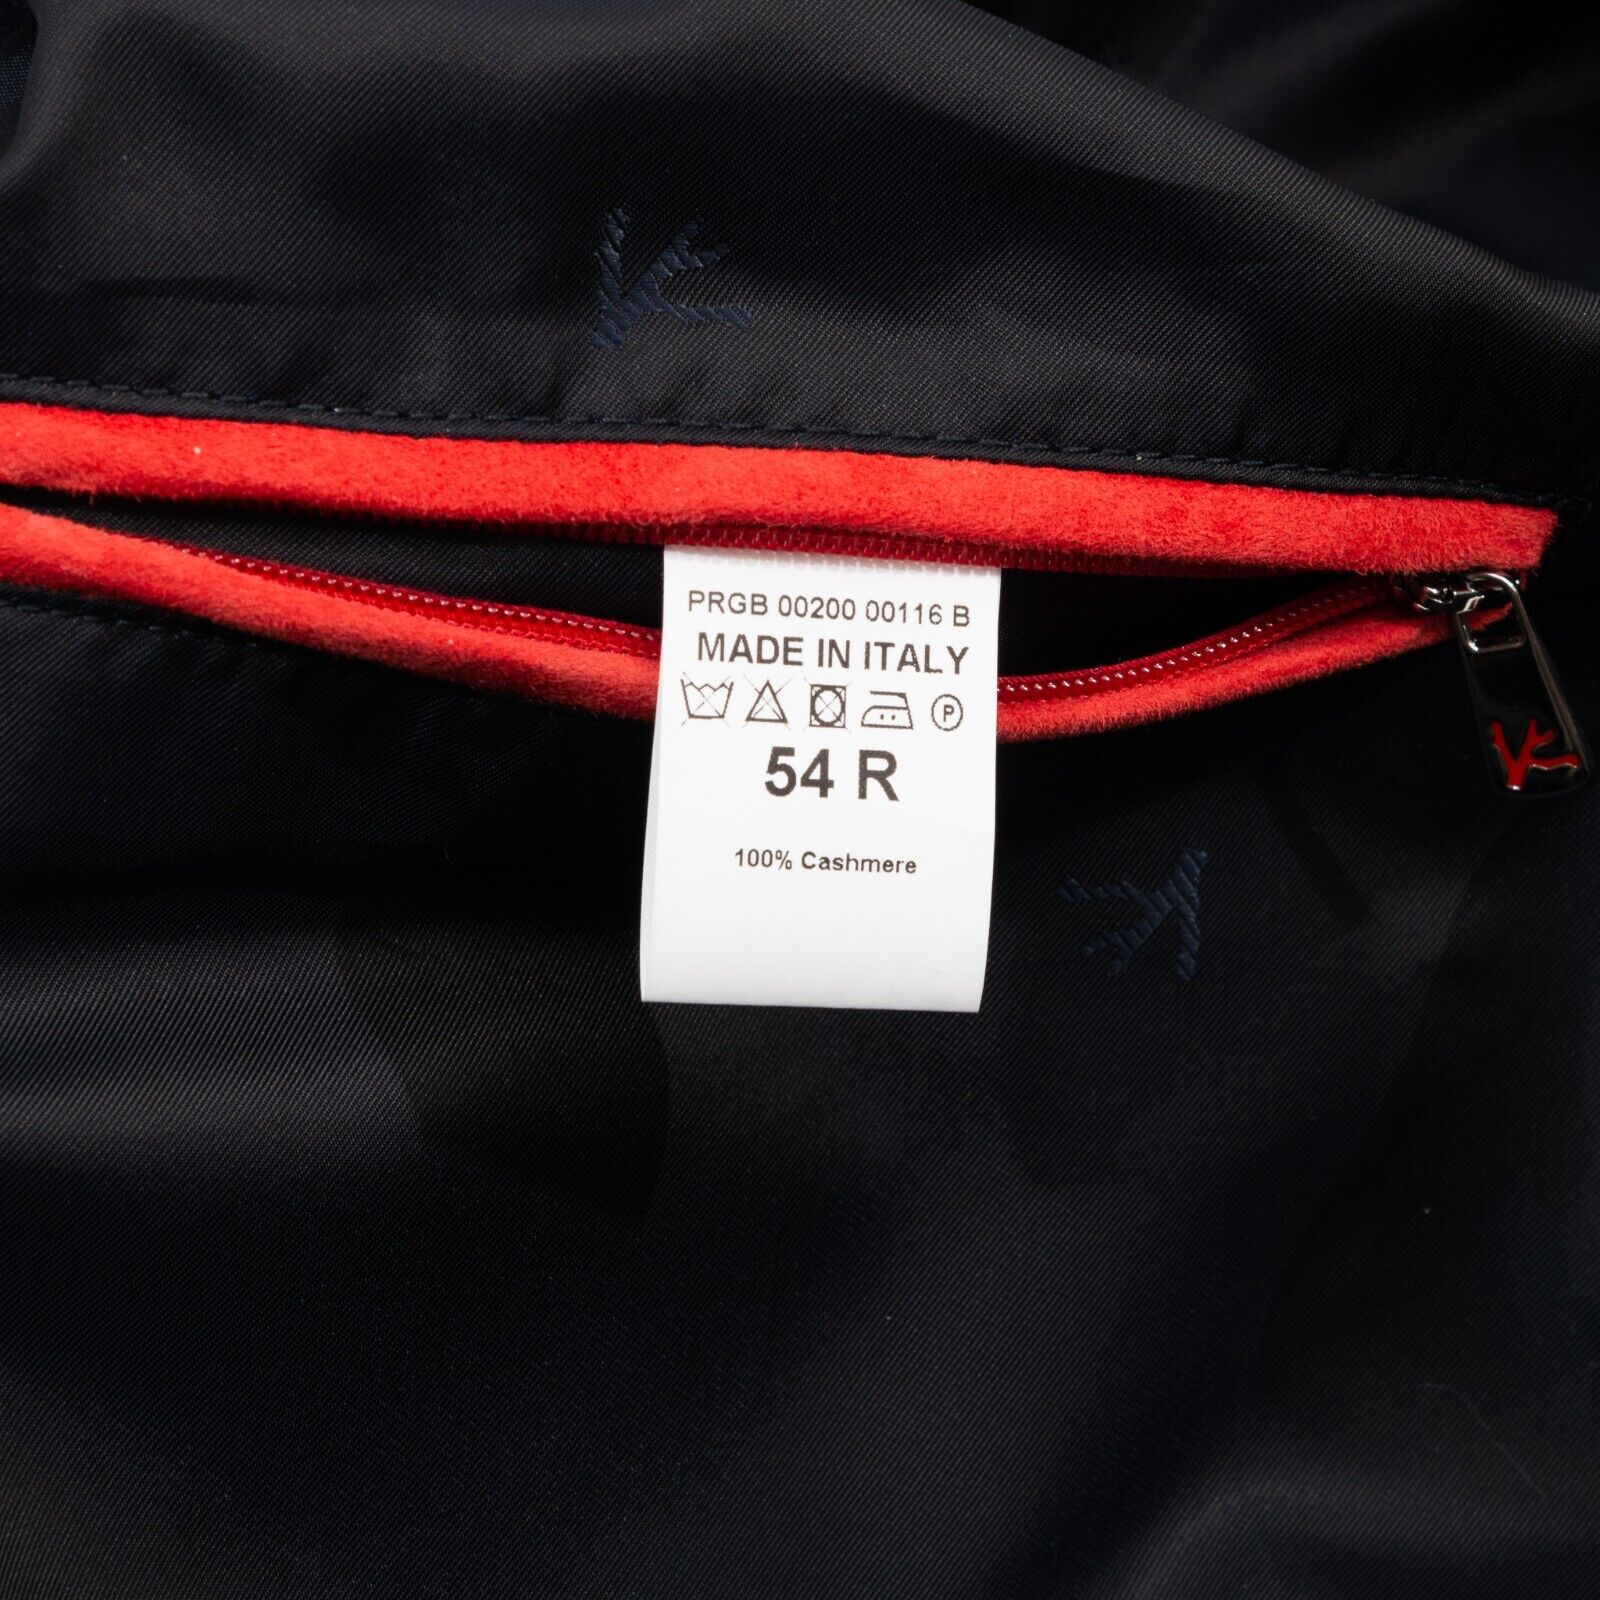 PRGB 00200 00116 B
MADE IN ITALY
P
54 R
100% Cashmere